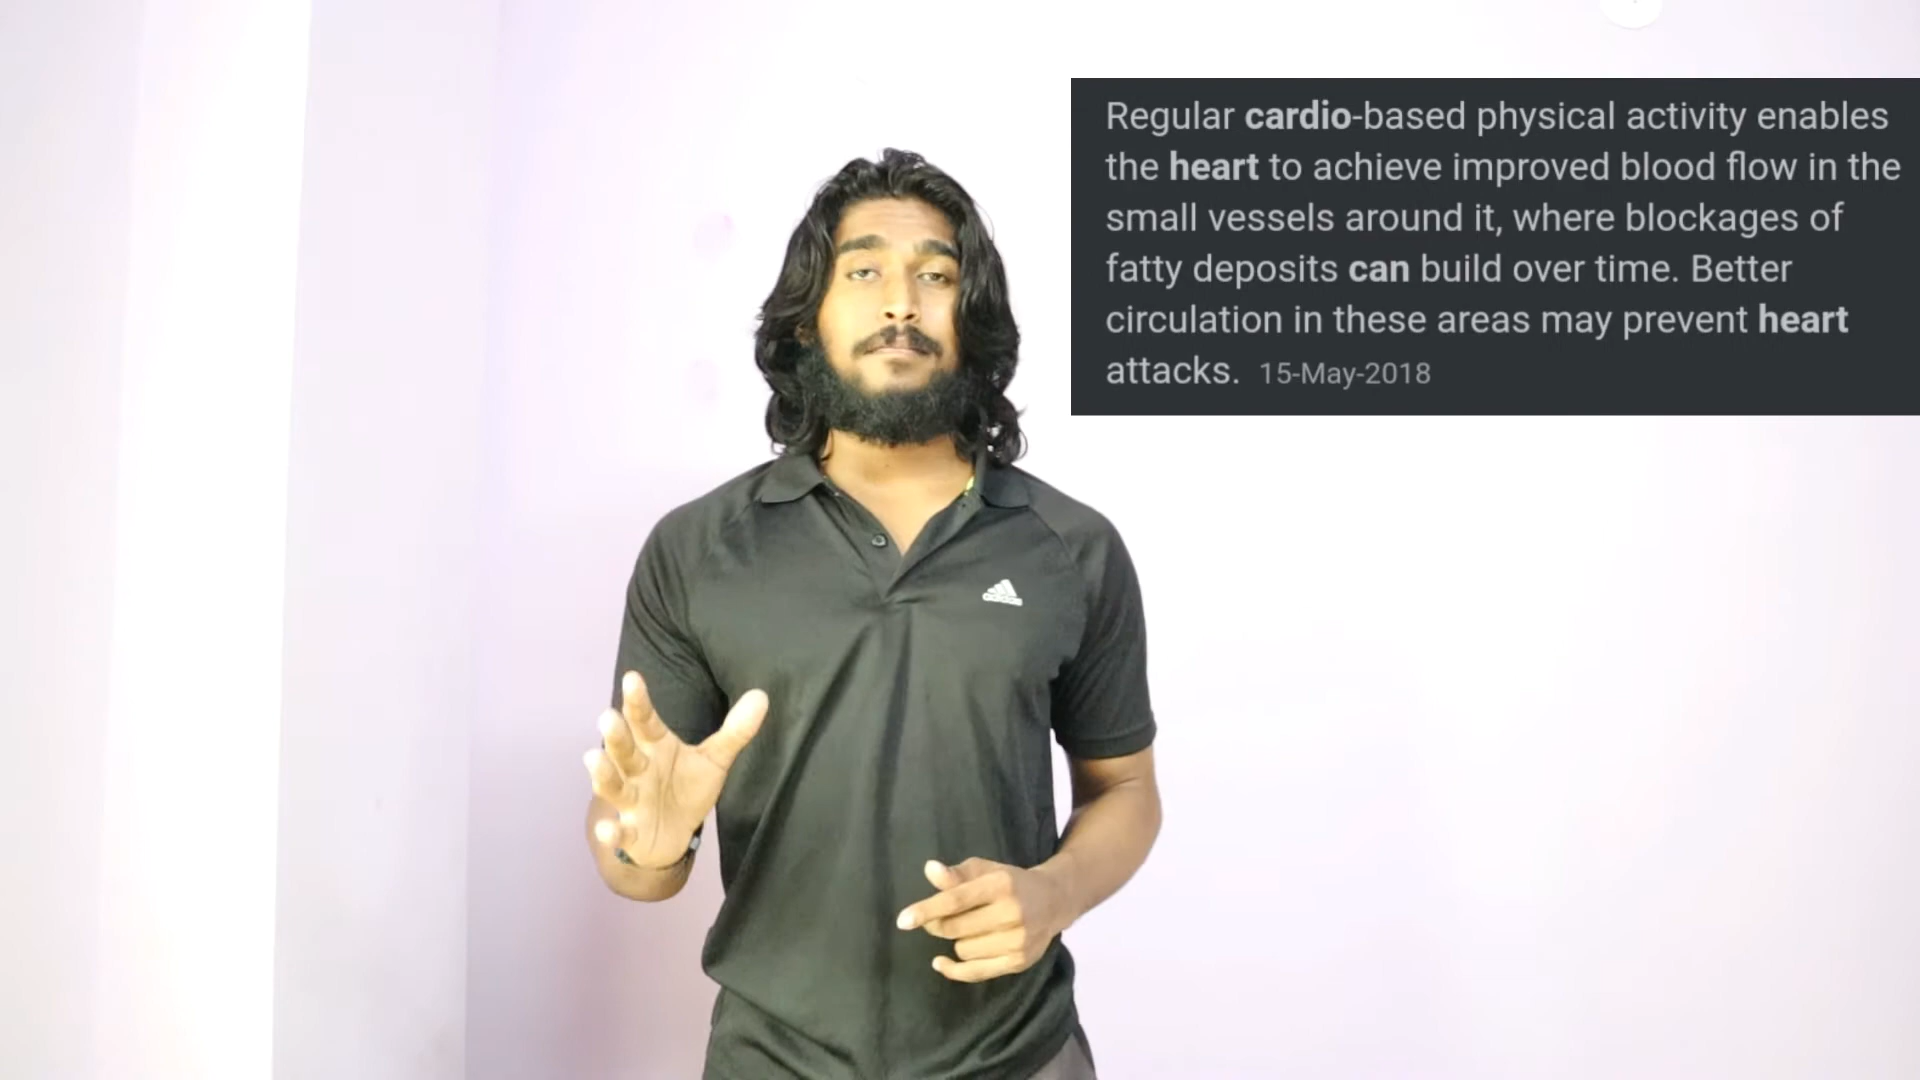 Regular cardio-based physical activity enables
the heart to achieve improved blood flow in the
small vessels around it, where blockages of
fatty deposits can build over time. Better
circulation in these areas may prevent heart
attacks. 15-May-2018
adidas